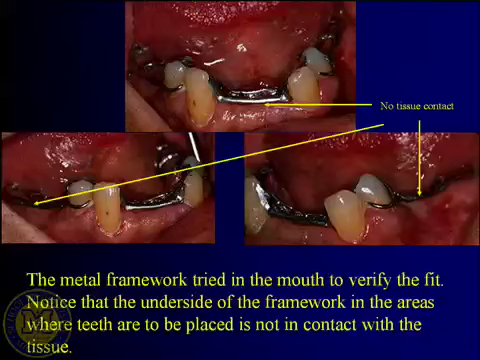 No tissue contact
The metal framework tried in the mouth to verify the fit.
Notice that the underside of the framework in the areas
where teeth are to be placed is not in contact with the
tissue.